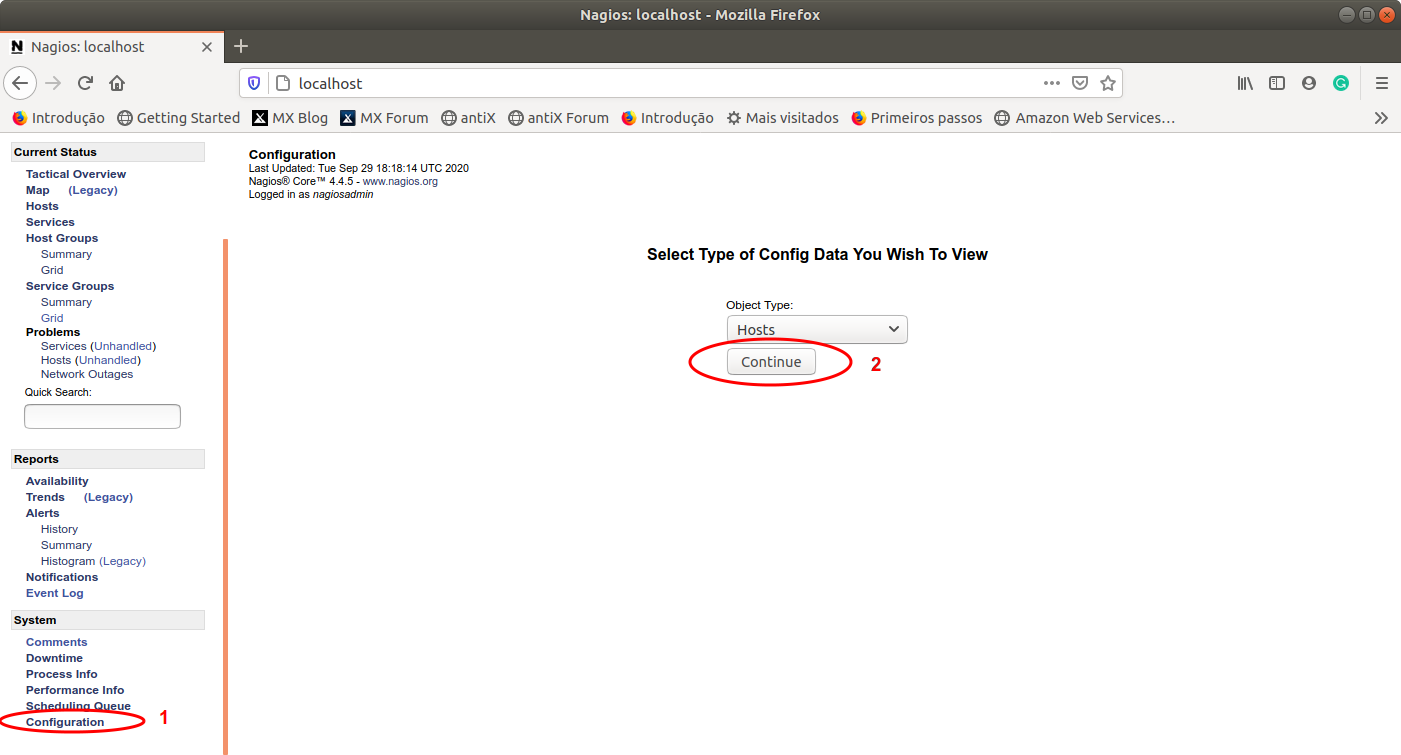 Nagios: localhost - Mozilla Firefox
Nagios: localhost
localhost
Introdução Getting Started MX Blog MX Forum antiX antiX Forum Introdução Mais visitados Primeiros passos Amazon Web Services…
Current Status
Tactical Overview
Map (Legacy)
Hosts
Services
Host Groups
Summary
Grid
Service Groups
Summary
Grid
Problems
Services (Unhandled)
Hosts (Unhandled)
Network Outages
Quick Search:
Reports
Availability
Trends (Legacy)
Alerts
History
Summary
Histogram (Legacy)
Notifications
Event Log
System
Comments
Downtime
Process Info
Performance Info
Scheduling Queue
Configuration 1
Configuration
Last Updated: Tue Sep 29 18:18:14 UTC 2020
Nagios® Core™ 4.4.5 - www.nagios.org
Logged in as nagiosadmin
Select Type of Config Data You Wish To View
Object Type:
Hosts
Continue 2